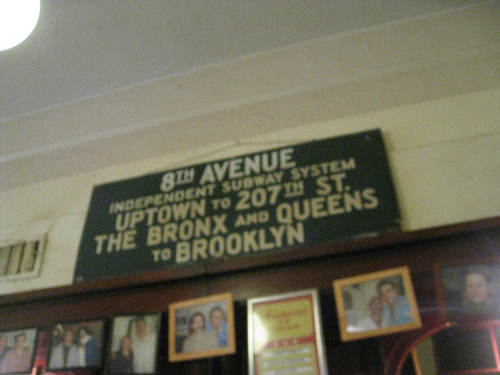 8TH AVENUE
INDEPENDENT SUBWAY SYSTEM
UPTOWN TO 207TH ST.
THE BRONX AND QUEENS
TO BROOKLYN